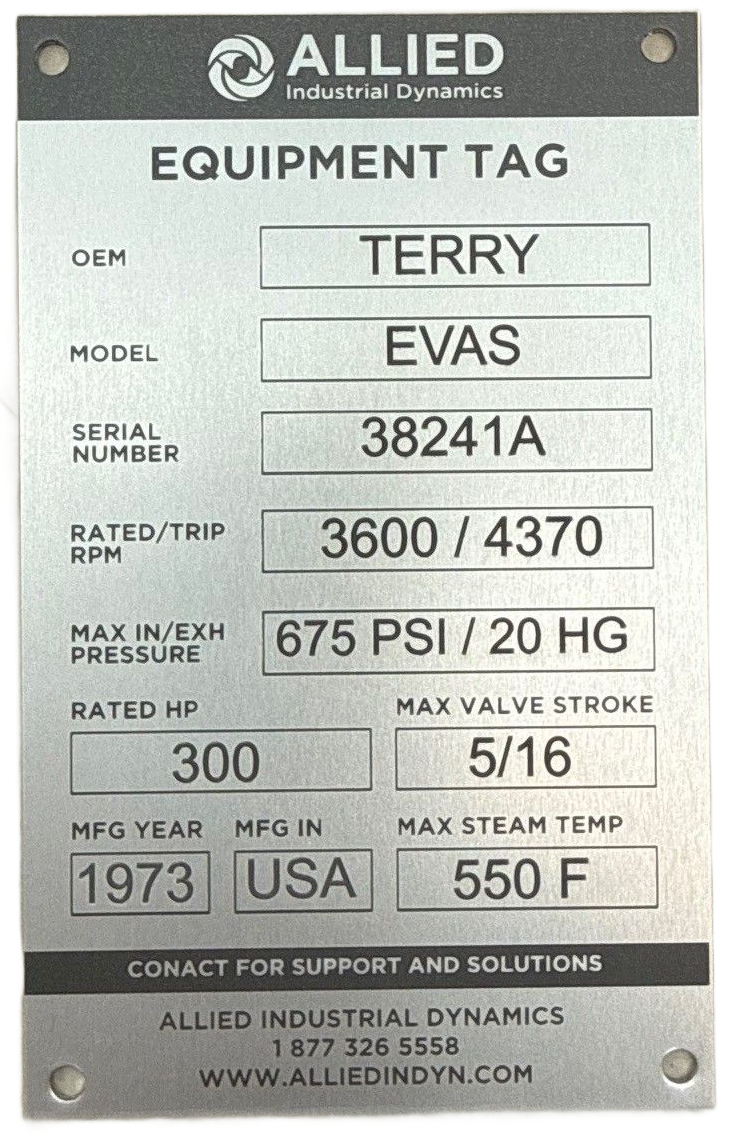 ALLIED
Industrial Dynamics
EQUIPMENT TAG
OEM TERRY
MODEL EVAS
SERIAL NUMBER 38241A
RATED/TRIP RPM 3600 / 4370
MAX IN/EXH PRESSURE 675 PSI / 20 HG
RATED HP MAX VALVE STROKE
300 5/16
MFG YEAR MFG IN MAX STEAM TEMP
1973 USA 550 F
CONACT FOR SUPPORT AND SOLUTIONS
ALLIED INDUSTRIAL DYNAMICS
1 877 326 5558
WWW.ALLIEDINDYN.COM